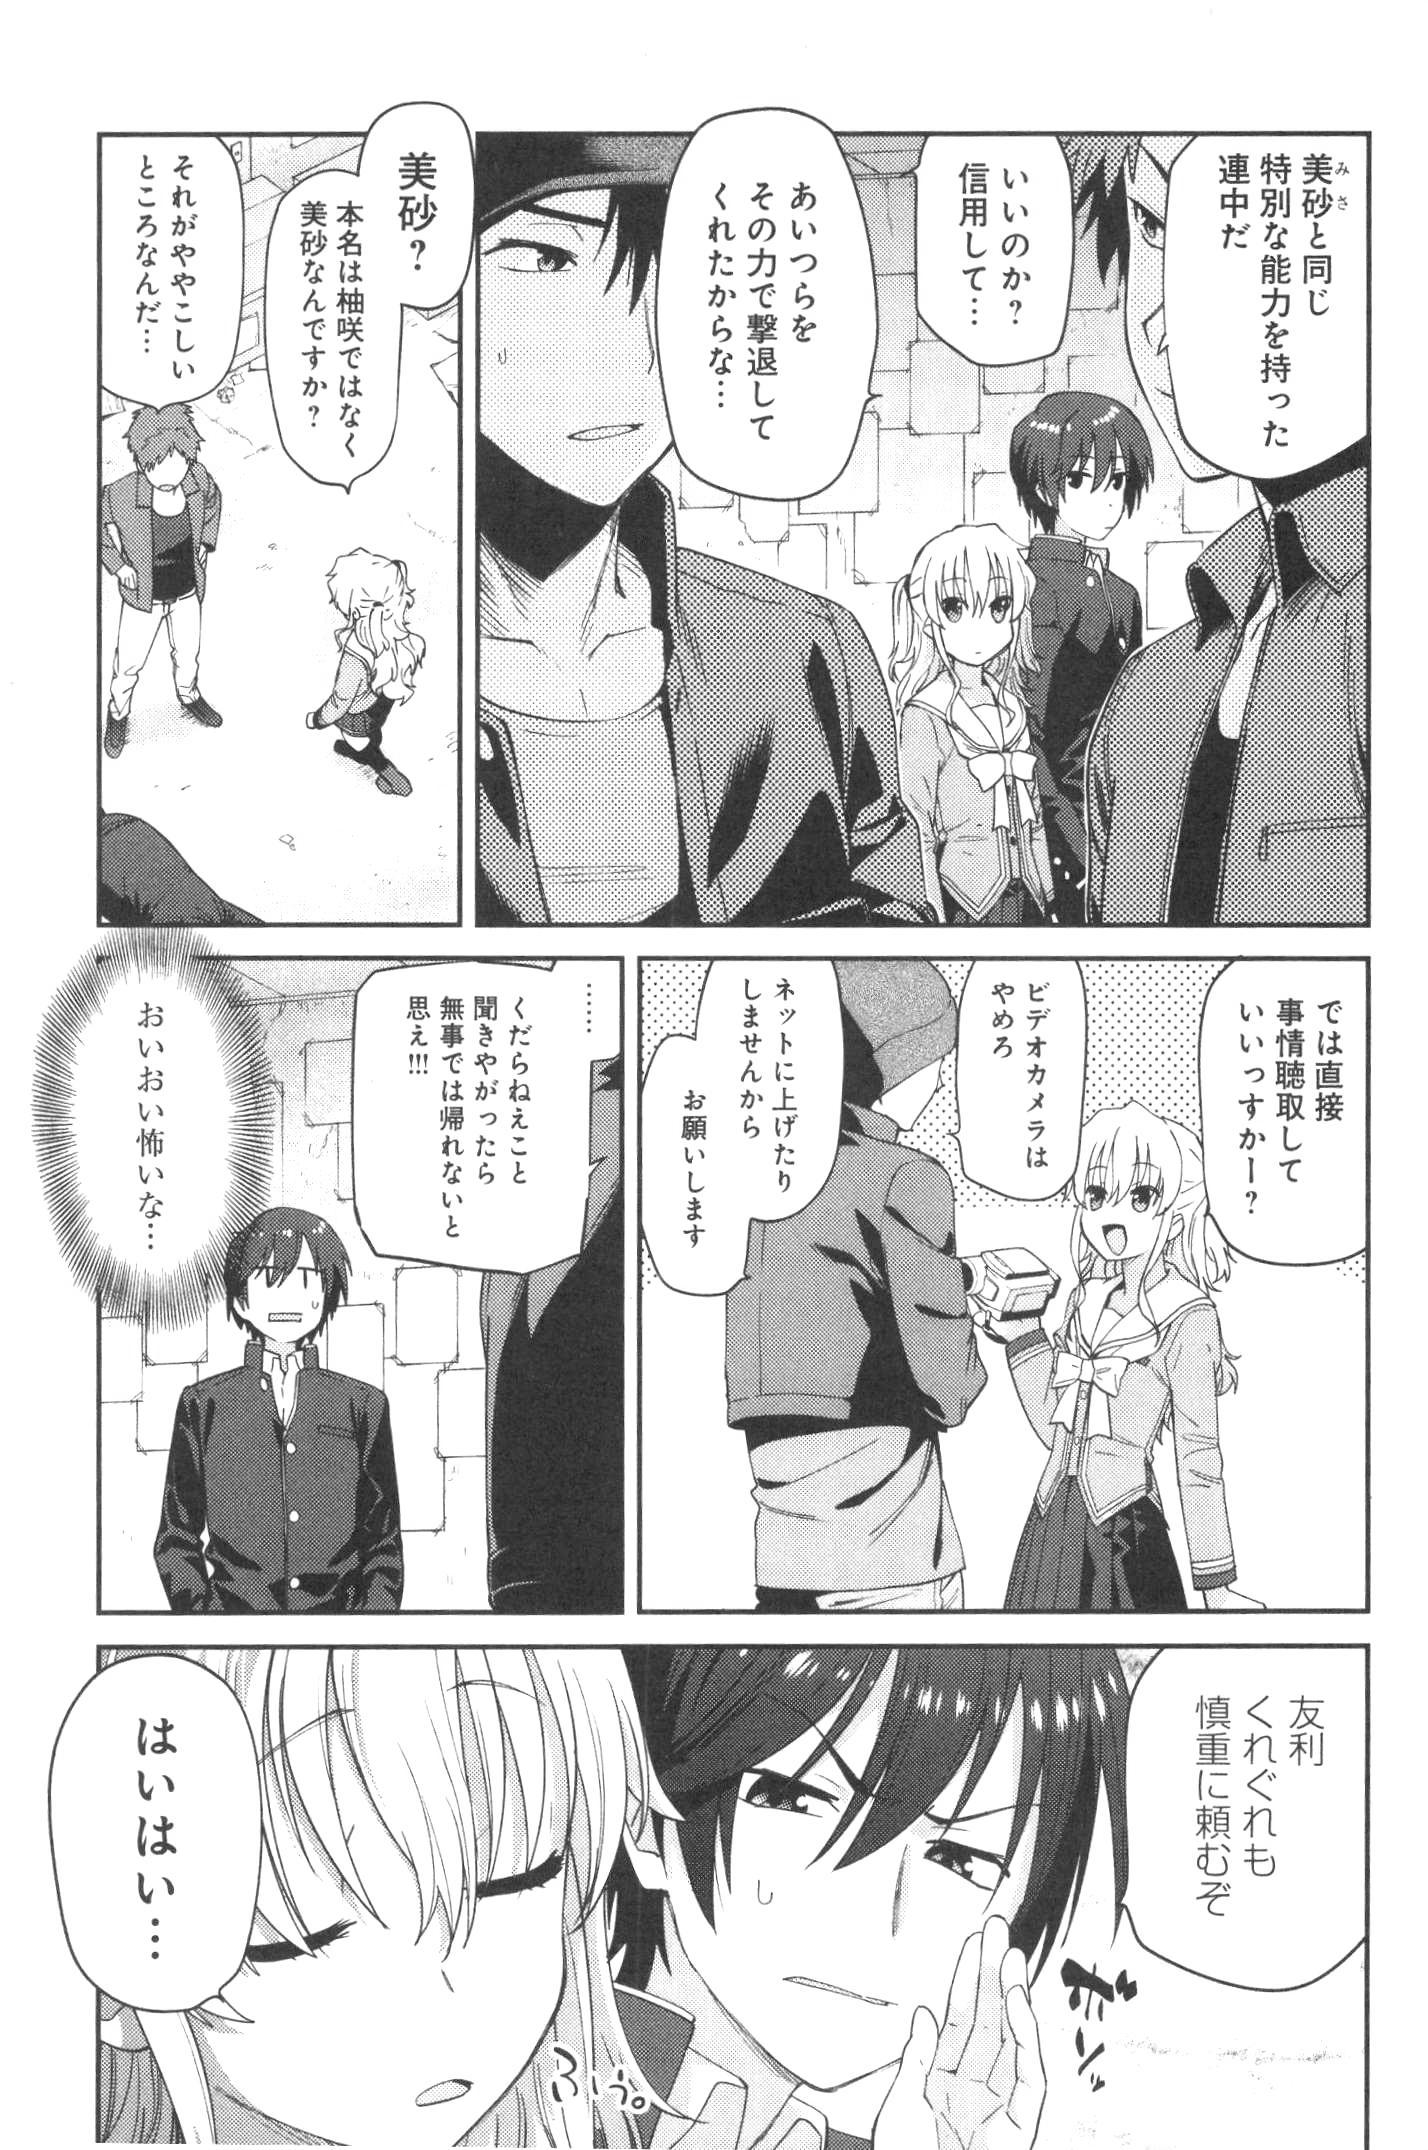 美砂と同じ
みさ
特別な能力を持った
連中だ
いいのか？
信用して…
あいつらを
その力で撃退して
くれたからな…
美砂？
本名は柚咲ではなく
美砂なんですか？
それがややこしい
ところなんだ…
では直接
事情聴取して
いいっすかー？
ビデオカメラは
やめろ
ネットに上げたり
しませんから
お願いします
……
くだらねえこと
聞きやがったら
無事では帰れないと
思え!!!
おいおい怖いな…
友利
くれぐれも
慎重に頼むぞ
ボソッ
ふぅ。
はいはい…